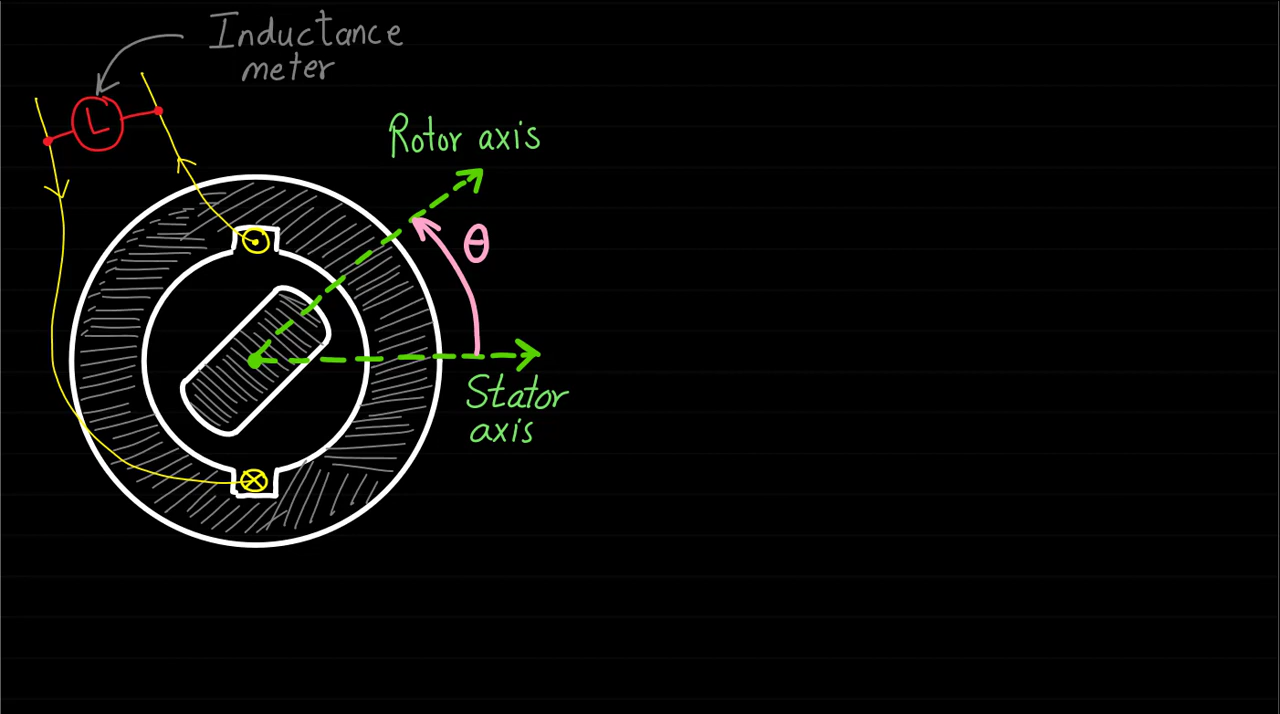 Inductance
meter
L
Rotor axis
θ
Stator
axis